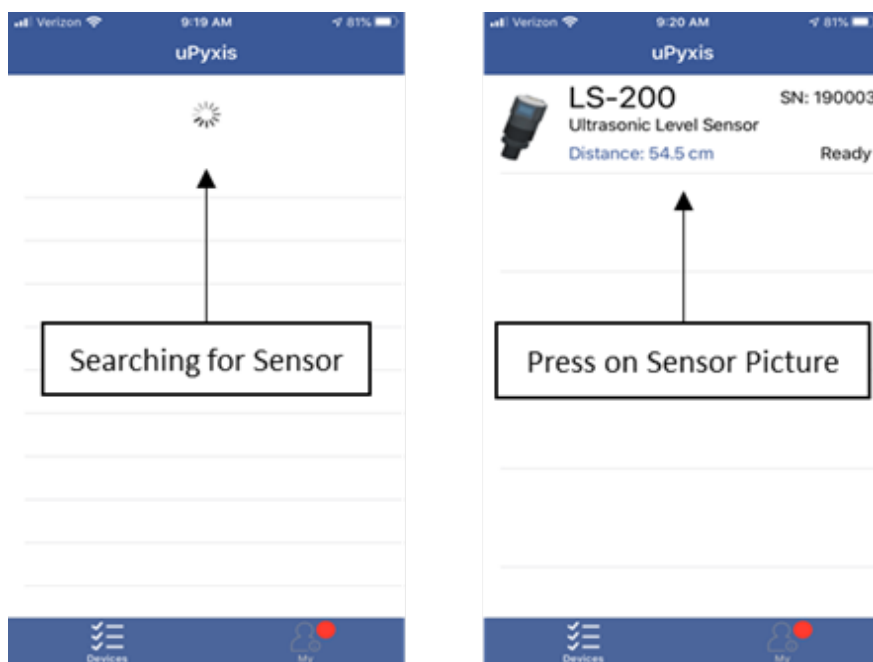 Verizon 9:19 AM 81%
uPyxis
Searching for Sensor
Devices
My
Verizon 9:20 AM 81%
uPyxis
LS-200 SN: 190003
Ultrasonic Level Sensor
Distance: 54.5 cm Ready
Press on Sensor Picture
Devices
My